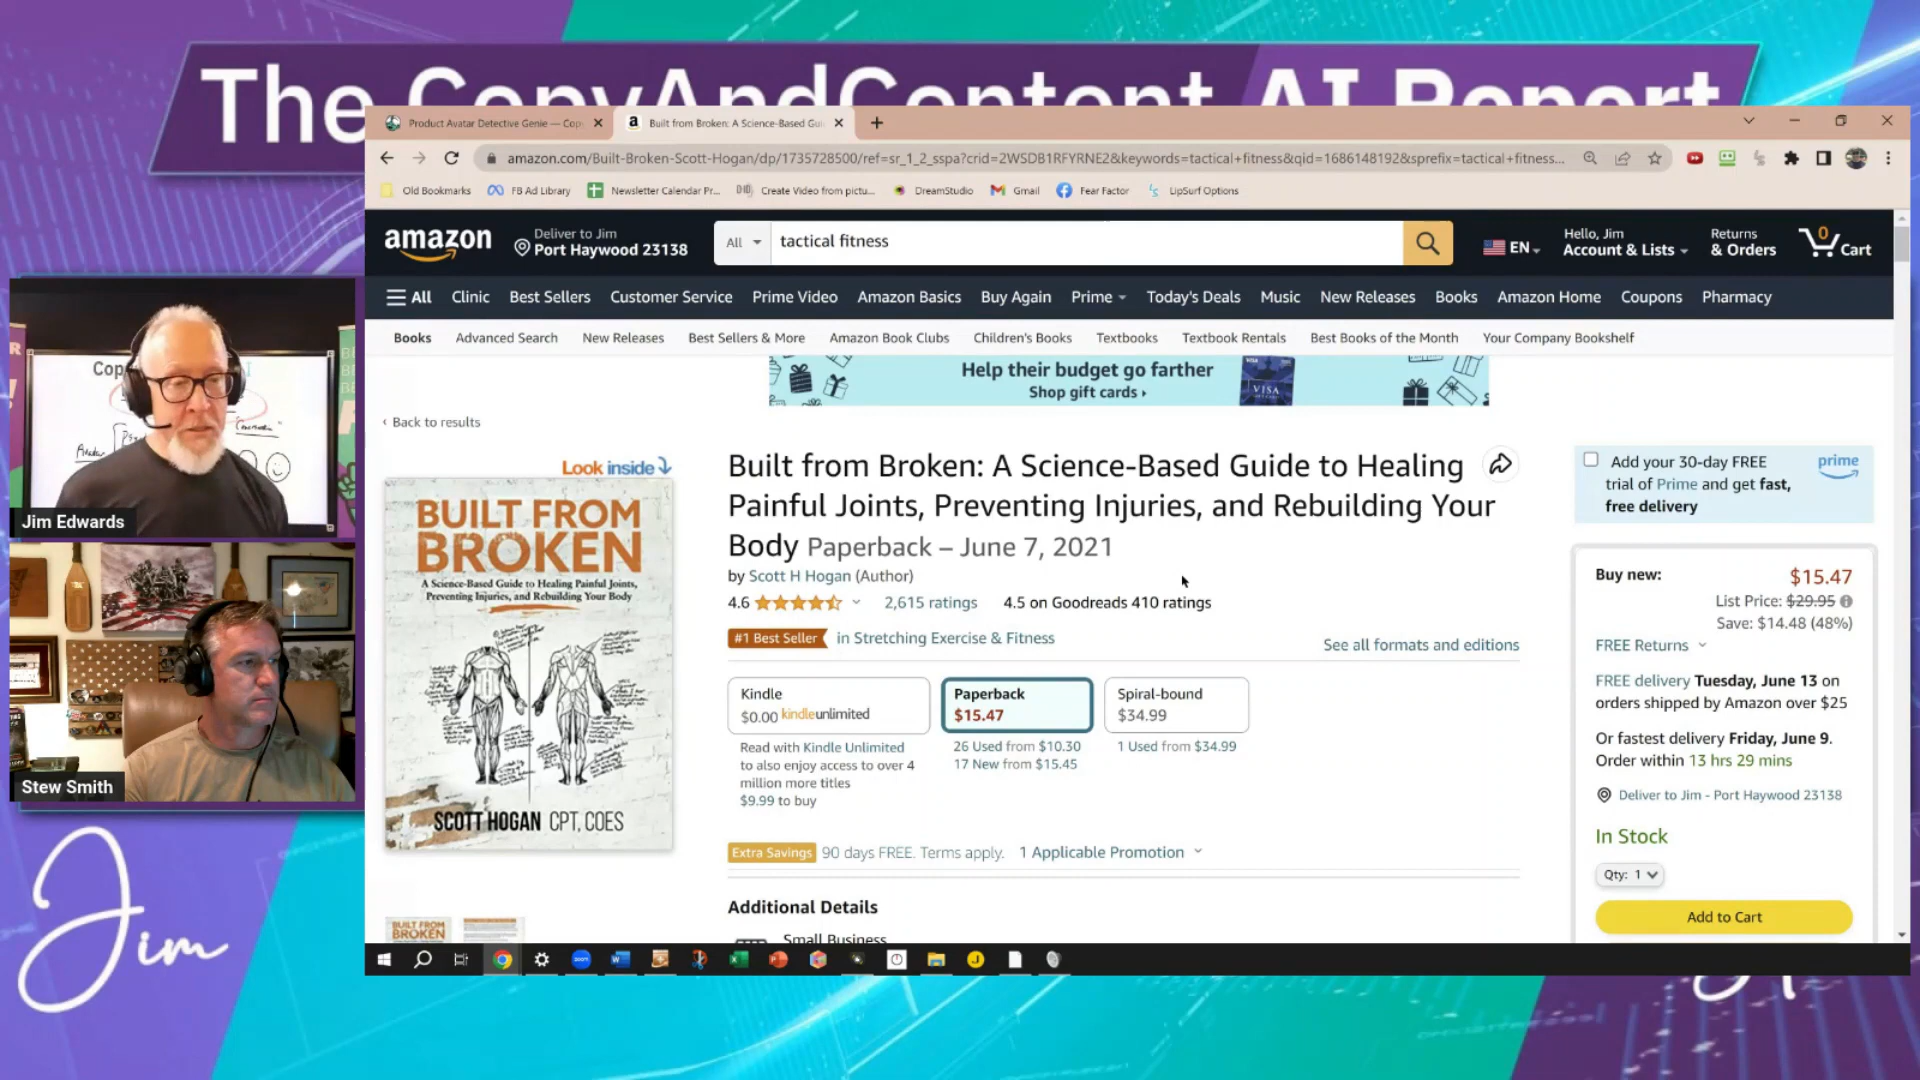 The CopyAndContent AI Report
Product Avatar Detective Genie — Cop
Built from Broken: A Science-Based Gui
amazon.com/Built-Broken-Scott-Hogan/dp/1735728500/ref=sr_1_2_sspa?crid=2WSDB1RFYRNE2&keywords=tactical+fitness&qid=1686148192&sprefix=tactical+fitness...
Old Bookmarks
FB Ad Library
Newsletter Calendar Pr...
Create Video from pictu...
DreamStudio
Gmail
Fear Factor
LipSurf Options
amazon
Deliver to Jim
Port Haywood 23138
All
tactical fitness
EN
Hello, Jim
Account & Lists
Returns
& Orders
0
Cart
All
Clinic
Best Sellers
Customer Service
Prime Video
Amazon Basics
Buy Again
Prime
Today's Deals
Music
New Releases
Books
Amazon Home
Coupons
Pharmacy
Books
Advanced Search
New Releases
Best Sellers & More
Amazon Book Clubs
Children's Books
Textbooks
Textbook Rentals
Best Books of the Month
Your Company Bookshelf
Help their budget go farther
Shop gift cards ›
VISA
‹ Back to results
Look inside
BUILT FROM
BROKEN
A Science-Based Guide to Healing Painful Joints,
Preventing Injuries, and Rebuilding Your Body
SCOTT HOGAN CPT, COES
BUILT FROM
BROKEN
Built from Broken: A Science-Based Guide to Healing
Painful Joints, Preventing Injuries, and Rebuilding Your
Body Paperback – June 7, 2021
by Scott H Hogan (Author)
4.6
2,615 ratings
4.5 on Goodreads 410 ratings
#1 Best Seller in Stretching Exercise & Fitness
See all formats and editions
Kindle
$0.00 kindleunlimited
Read with Kindle Unlimited
to also enjoy access to over 4
million more titles
$9.99 to buy
Paperback
$15.47
26 Used from $10.30
17 New from $15.45
Spiral-bound
$34.99
1 Used from $34.99
Extra Savings 90 days FREE. Terms apply. 1 Applicable Promotion
Additional Details
Small Business
Add your 30-day FREE
trial of Prime and get fast,
free delivery
prime
Buy new:
$15.47
List Price: $29.95
Save: $14.48 (48%)
FREE Returns
FREE delivery Tuesday, June 13 on
orders shipped by Amazon over $25
Or fastest delivery Friday, June 9.
Order within 13 hrs 29 mins
Deliver to Jim - Port Haywood 23138
In Stock
Qty: 1
Add to Cart
Jim Edwards
Stew Smith
Jim